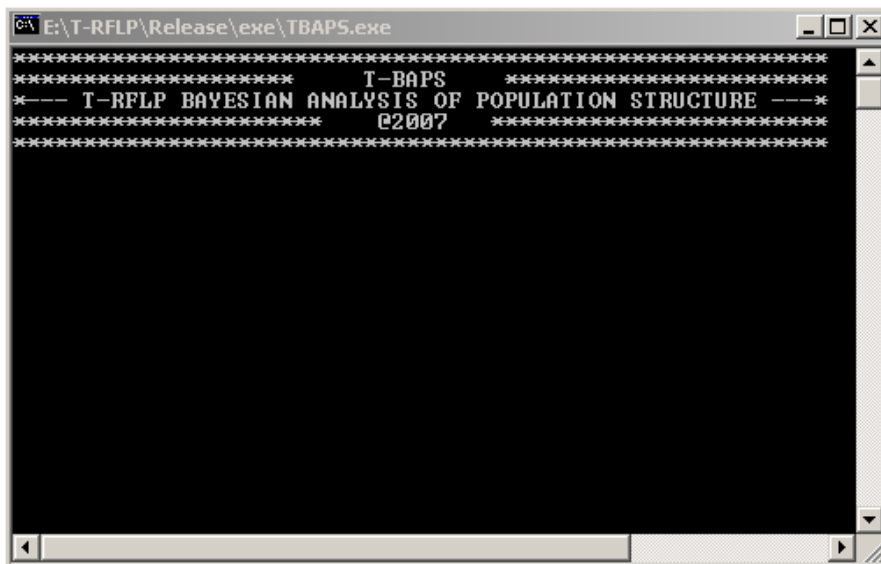 E:\T-RFLP\Release\exe\TBAPS.exe
**********************************************************
******************** T-BAPS ***********************
*--- T-RFLP BAYESIAN ANALYSIS OF POPULATION STRUCTURE ---*
********************** @2007 ************************
**********************************************************